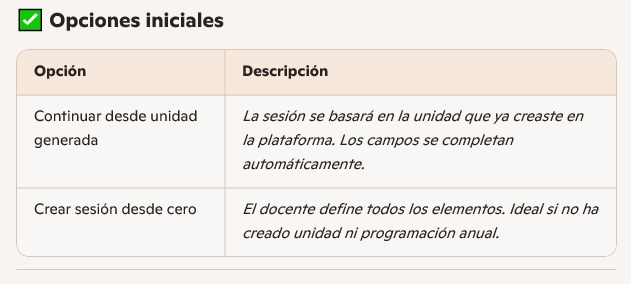 ✅ Opciones iniciales
Opción
Descripción
Continuar desde unidad
generada
La sesión se basará en la unidad que ya creaste en
la plataforma. Los campos se completan
automáticamente.
Crear sesión desde cero
El docente define todos los elementos. Ideal si no ha
creado unidad ni programación anual.